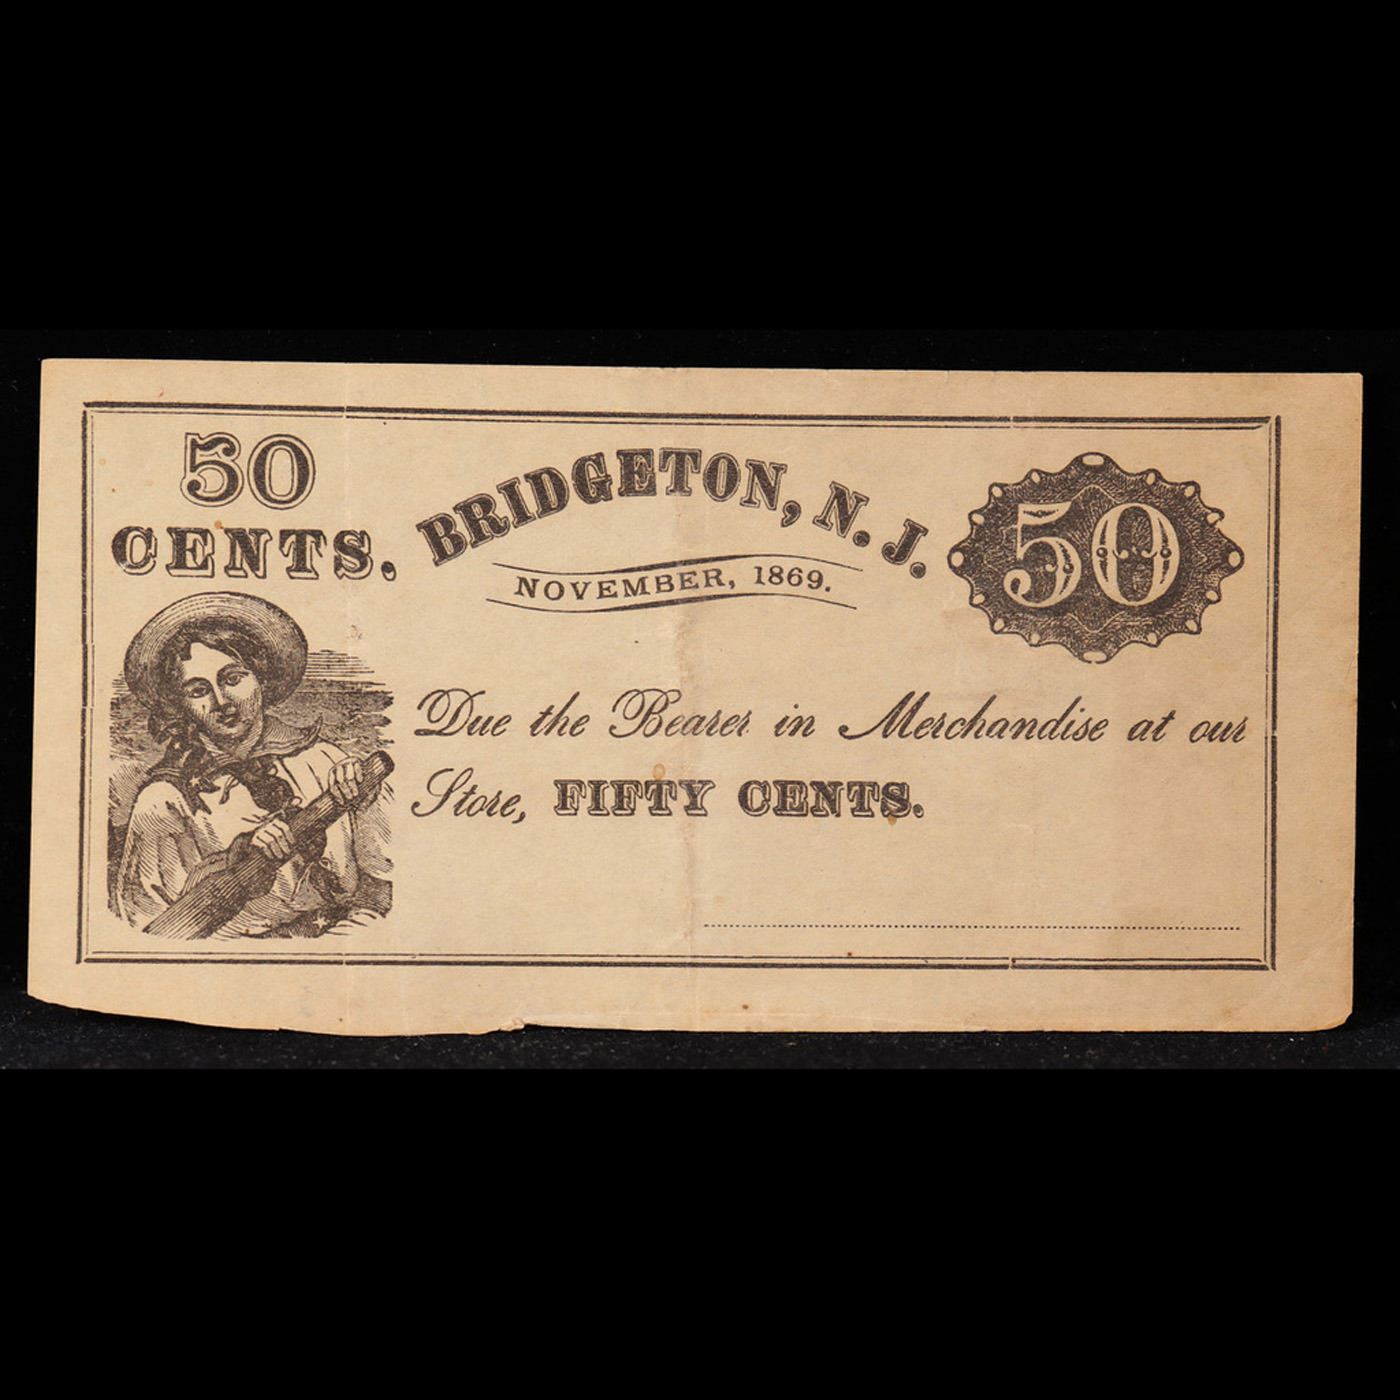 50
CENTS.
BRIDGETON, N. J.
NOVEMBER, 1869.
50
Due the Bearer in Merchandise at our
Store, FIFTY CENTS.